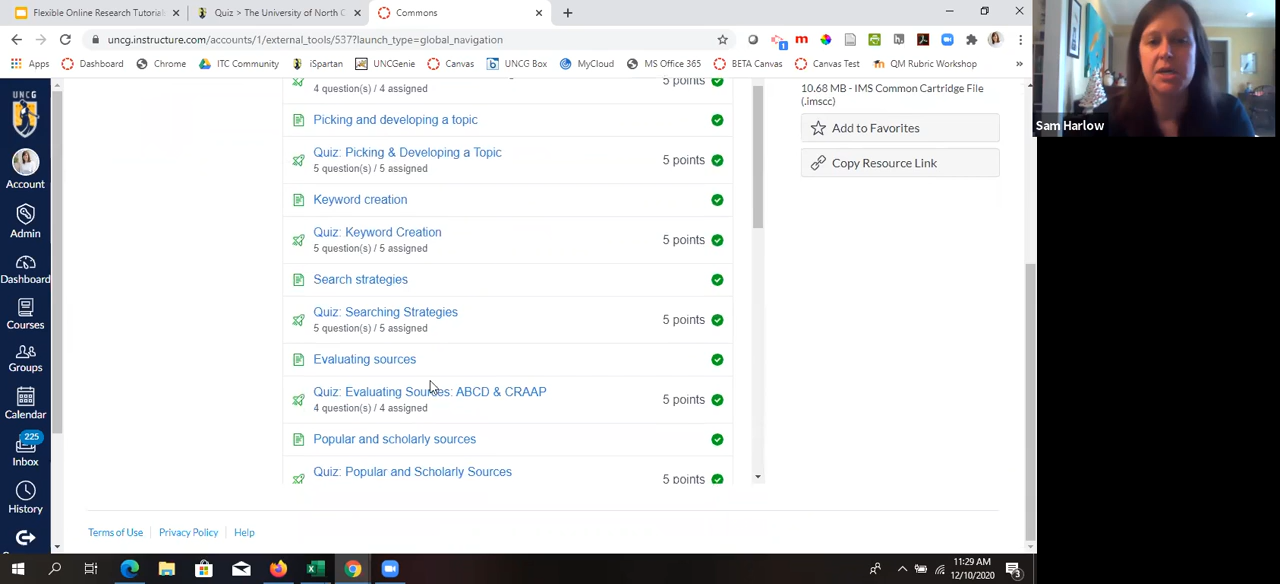 Flexible Online Research Tutorial
Quiz > The University of North C
Commons
uncg.instructure.com/accounts/1/external_tools/537?launch_type=global_navigation
Apps
Dashboard
Chrome
ITC Community
iSpartan
UNCGenie
Canvas
UNCG Box
MyCloud
MS Office 365
BETA Canvas
Canvas Test
QM Rubric Workshop
»
UNCG
Account
Admin
Dashboard
Courses
Groups
Calendar
225
Inbox
History
4 question(s) / 4 assigned
5 points
Picking and developing a topic
Quiz: Picking & Developing a Topic
5 question(s) / 5 assigned
5 points
Keyword creation
Quiz: Keyword Creation
5 question(s) / 5 assigned
5 points
Search strategies
Quiz: Searching Strategies
5 question(s) / 5 assigned
5 points
Evaluating sources
Quiz: Evaluating Sources: ABCD & CRAAP
4 question(s) / 4 assigned
5 points
Popular and scholarly sources
Quiz: Popular and Scholarly Sources
5 points
10.68 MB - IMS Common Cartridge File
(.imscc)
Add to Favorites
Copy Resource Link
Sam Harlow
Terms of Use
Privacy Policy
Help
11:29 AM
12/10/2020
3